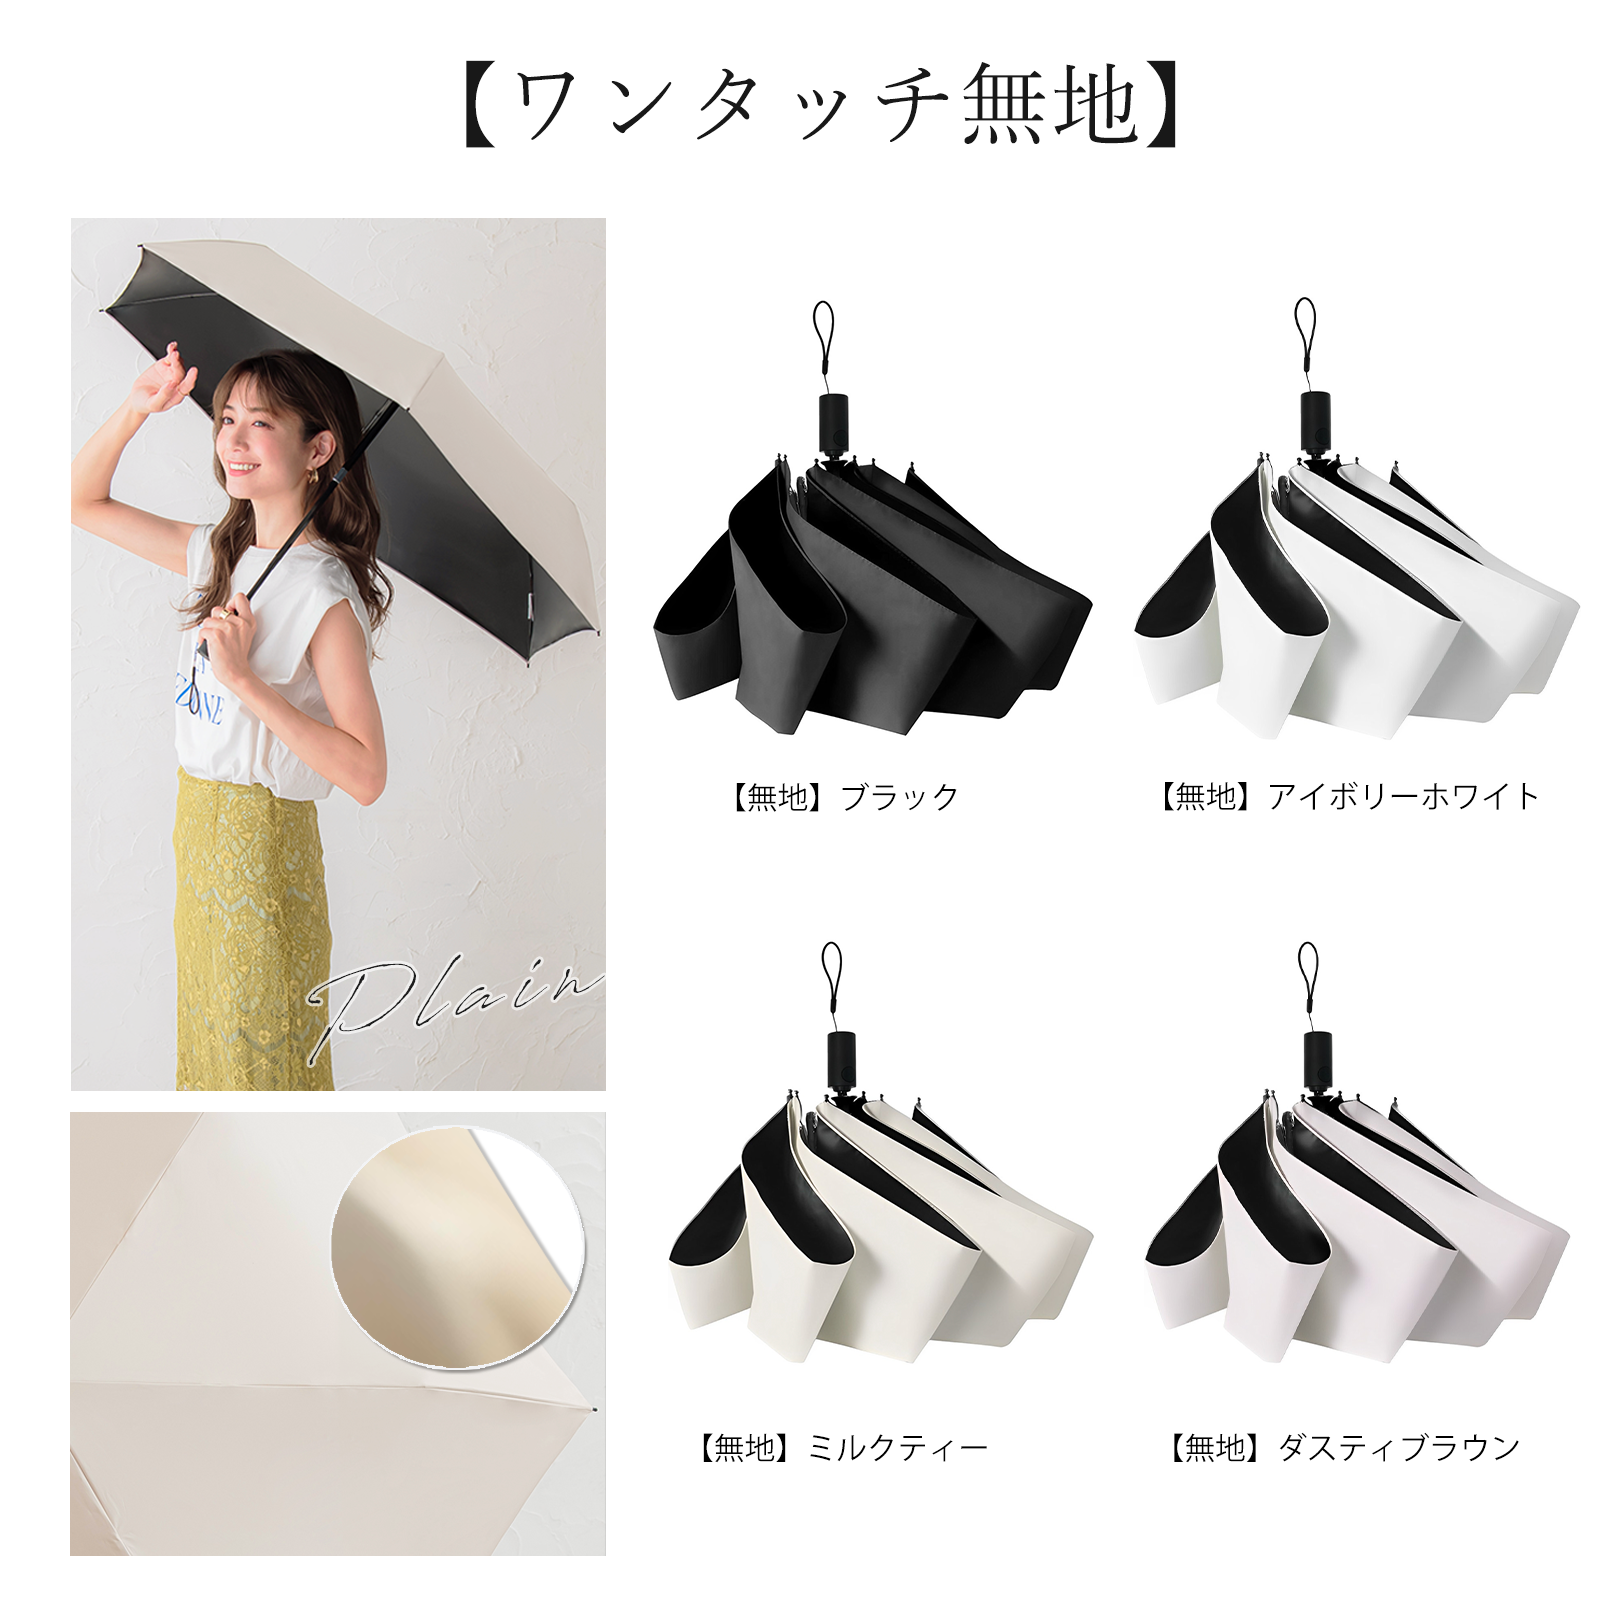 【ワンタッチ無地】
Plain
【無地】ブラック
【無地】アイボリーホワイト
【無地】ミルクティー
【無地】ダスティブラウン